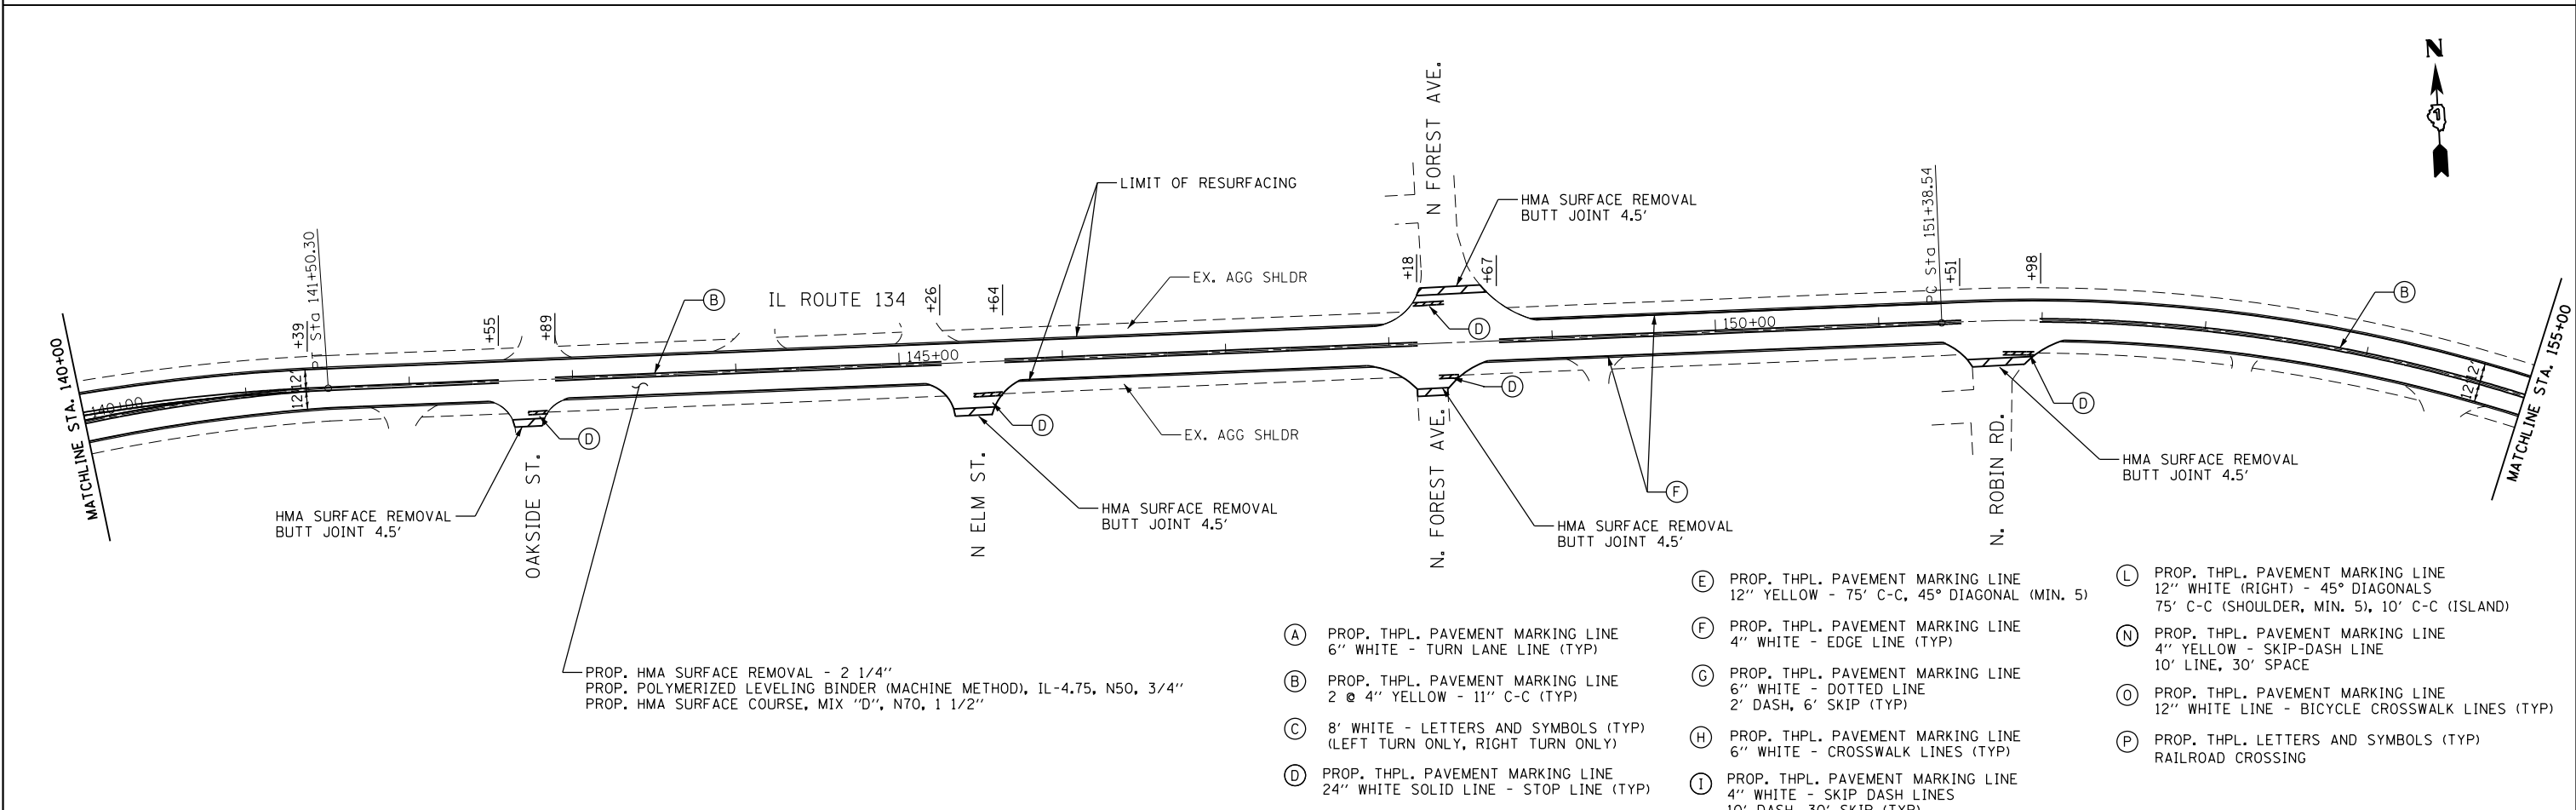 N
N FOREST AVE.
LIMIT OF RESURFACING
HMA SURFACE REMOVAL
BUTT JOINT 4.5'
PT Sta 141+50.30
PC Sta 151+38.54
EX. AGG SHLDR
IL ROUTE 134
B
B
+39
+55
+89
+26
+64
+18
+67
+51
+98
D
MATCHLINE STA. 140+00
140+00
12'
12'
145+00
150+00
12'
12'
MATCHLINE STA. 155+00
D
D
D
D
EX. AGG SHLDR
F
HMA SURFACE REMOVAL
BUTT JOINT 4.5'
OAKSIDE ST.
N ELM ST.
HMA SURFACE REMOVAL
BUTT JOINT 4.5'
N. FOREST AVE.
HMA SURFACE REMOVAL
BUTT JOINT 4.5'
N. ROBIN RD.
HMA SURFACE REMOVAL
BUTT JOINT 4.5'
PROP. HMA SURFACE REMOVAL - 2 1/4"
PROP. POLYMERIZED LEVELING BINDER (MACHINE METHOD), IL-4.75, N50, 3/4"
PROP. HMA SURFACE COURSE, MIX "D", N70, 1 1/2"
A PROP. THPL. PAVEMENT MARKING LINE
6" WHITE - TURN LANE LINE (TYP)
B PROP. THPL. PAVEMENT MARKING LINE
2 @ 4" YELLOW - 11" C-C (TYP)
C 8' WHITE - LETTERS AND SYMBOLS (TYP)
(LEFT TURN ONLY, RIGHT TURN ONLY)
D PROP. THPL. PAVEMENT MARKING LINE
24" WHITE SOLID LINE - STOP LINE (TYP)
E PROP. THPL. PAVEMENT MARKING LINE
12" YELLOW - 75' C-C, 45° DIAGONAL (MIN. 5)
F PROP. THPL. PAVEMENT MARKING LINE
4" WHITE - EDGE LINE (TYP)
G PROP. THPL. PAVEMENT MARKING LINE
6" WHITE - DOTTED LINE
2' DASH, 6' SKIP (TYP)
H PROP. THPL. PAVEMENT MARKING LINE
6" WHITE - CROSSWALK LINES (TYP)
I PROP. THPL. PAVEMENT MARKING LINE
4" WHITE - SKIP DASH LINES
10' DASH, 30' SKIP (TYP)
L PROP. THPL. PAVEMENT MARKING LINE
12" WHITE (RIGHT) - 45° DIAGONALS
75' C-C (SHOULDER, MIN. 5), 10' C-C (ISLAND)
N PROP. THPL. PAVEMENT MARKING LINE
4" YELLOW - SKIP-DASH LINE
10' LINE, 30' SPACE
O PROP. THPL. PAVEMENT MARKING LINE
12" WHITE LINE - BICYCLE CROSSWALK LINES (TYP)
P PROP. THPL. LETTERS AND SYMBOLS (TYP)
RAILROAD CROSSING